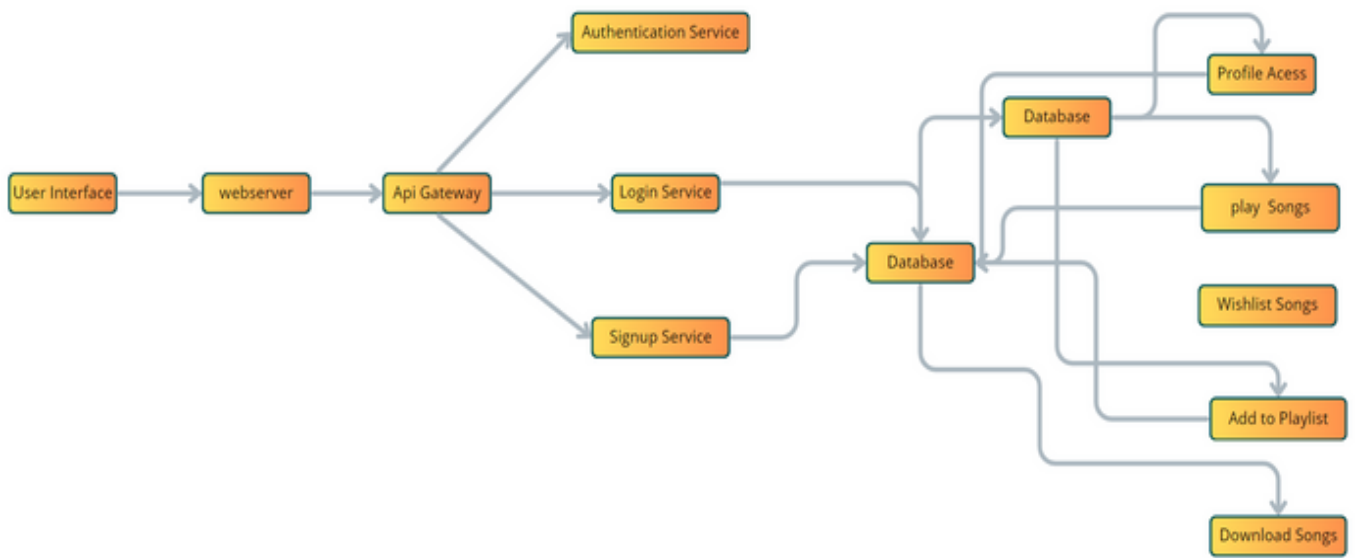 Authentication Service
Profile Acess
Database
User Interface
webserver
Api Gateway
Login Service
play Songs
Database
Wishlist Songs
Signup Service
Add to Playlist
Download Songs